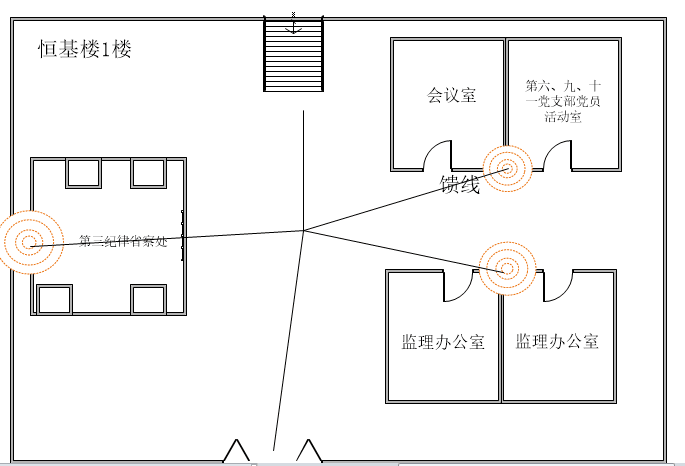 恒基楼1楼
会议室
第六、九、十
一党支部党员
活动室
馈线
第三纪律省察处
监理办公室
监理办公室